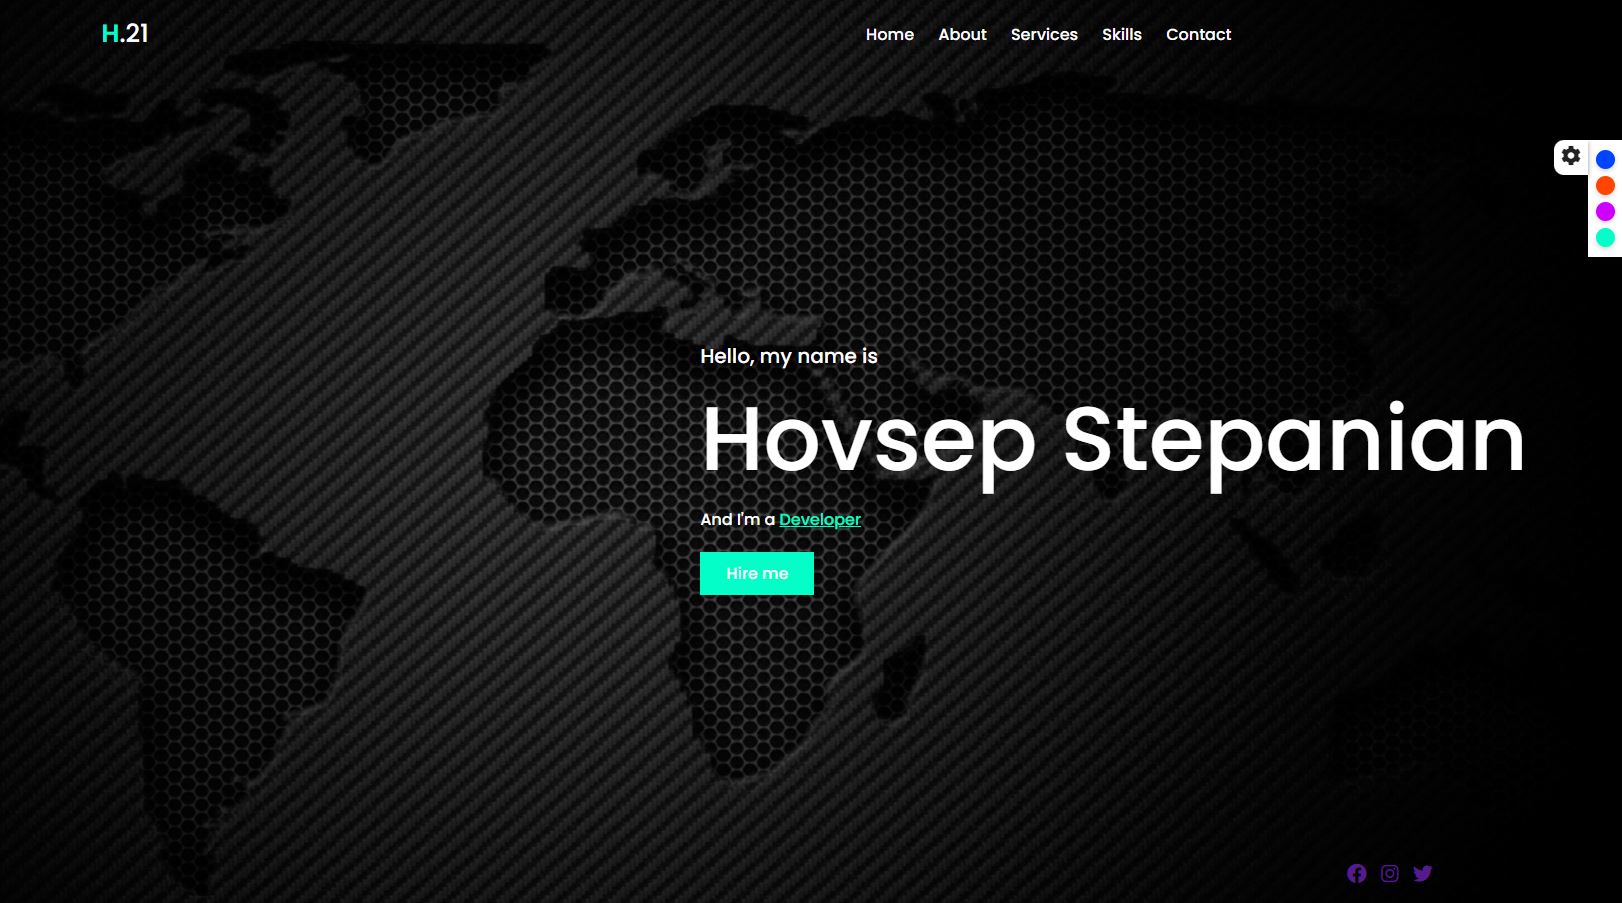 H.21
Home About Services Skills Contact
Hello, my name is
Hovsep Stepanian
And I'm a Developer
Hire me